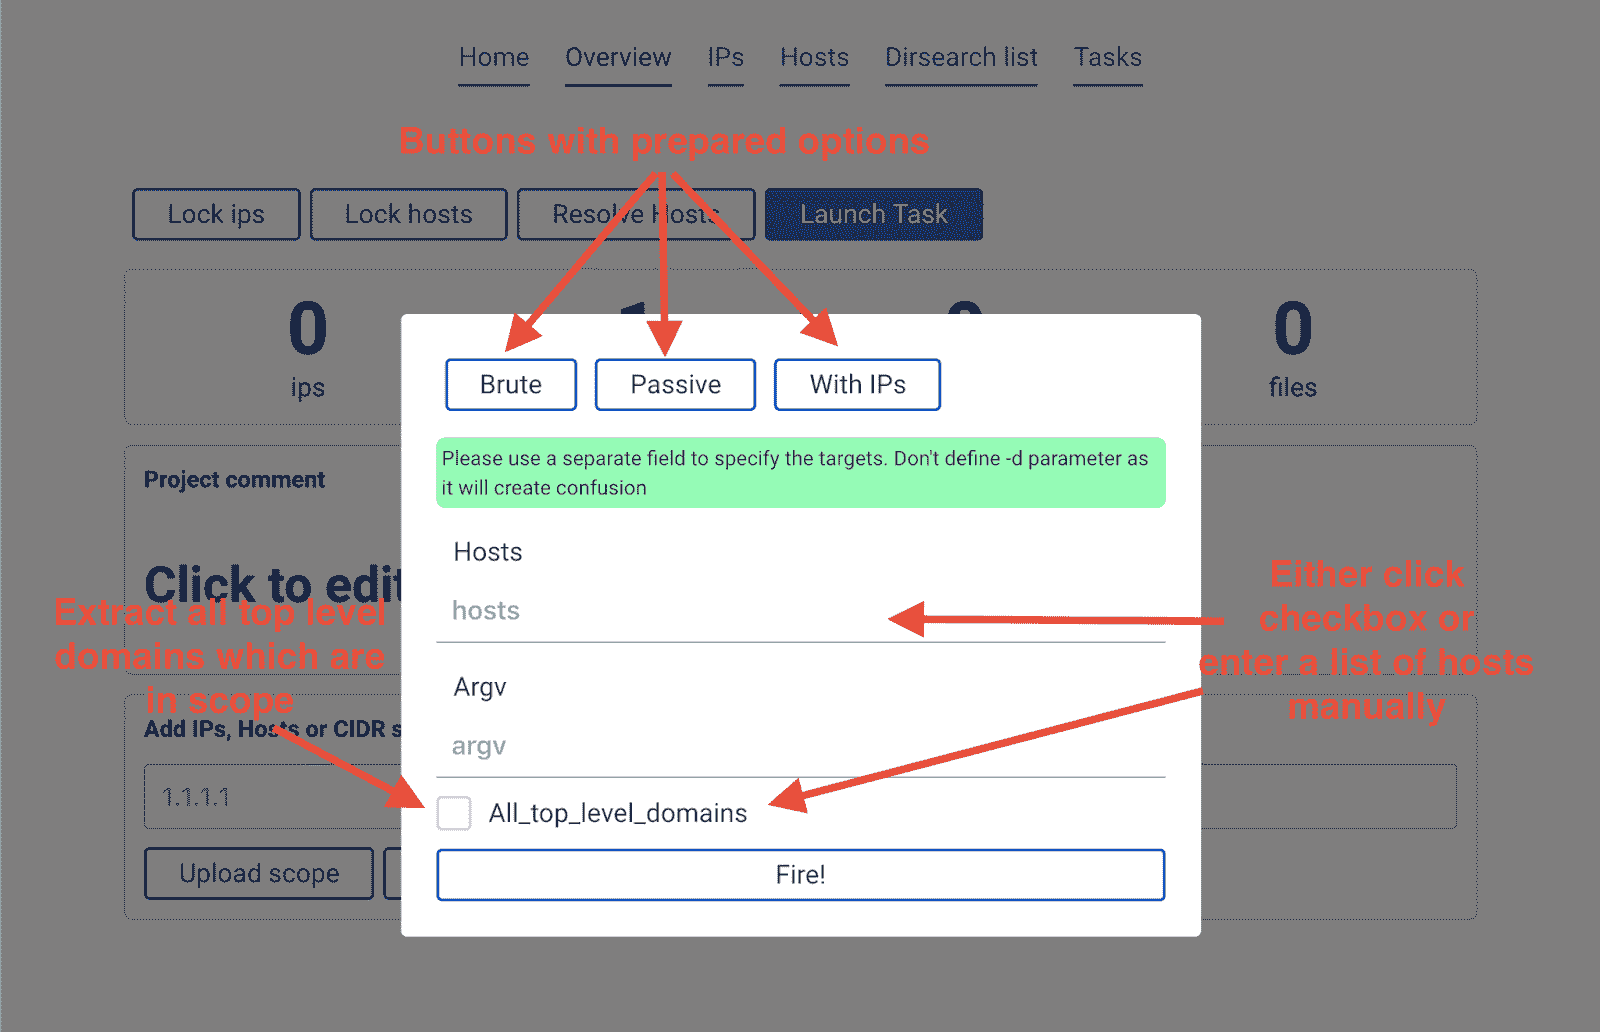 Home Overview IPs Hosts Dirsearch list Tasks
Buttons with prepared options
Lock ips Lock hosts Resolve Hosts Launch Task
0 0
ips files
Brute Passive With IPs
Please use a separate field to specify the targets. Don't define -d parameter as
it will create confusion
Project comment
Hosts
hosts
Click to edit
Extract all top level
domains which are
in scope
Either click
checkbox or
enter a list of hosts
manually
Argv
argv
Add IPs, Hosts or CIDR
1.1.1.1
All_top_level_domains
Upload scope
Fire!